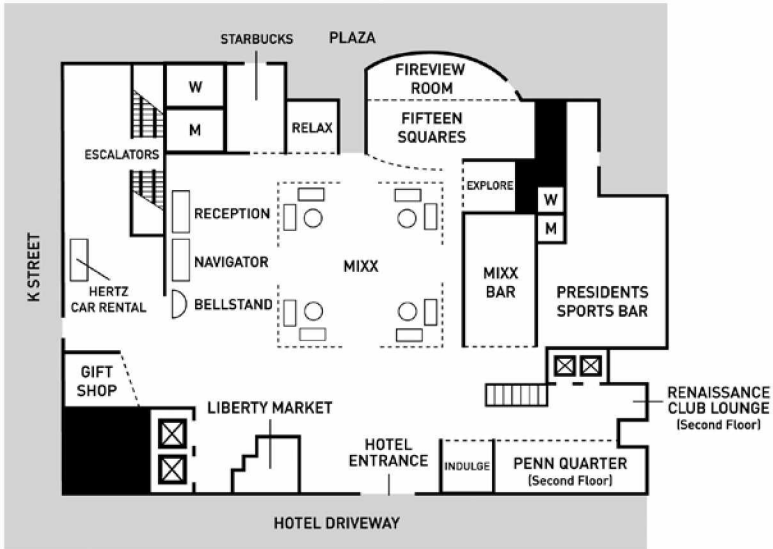 STARBUCKS
PLAZA
FIREVIEW
ROOM
W
M
RELAX
FIFTEEN
SQUARES
ESCALATORS
EXPLORE
W
M
RECEPTION
NAVIGATOR
BELLSTAND
MIXX
MIXX
BAR
PRESIDENTS
SPORTS BAR
K STREET
HERTZ
CAR RENTAL
GIFT
SHOP
LIBERTY MARKET
HOTEL
ENTRANCE
INDULGE
PENN QUARTER
(Second Floor)
RENAISSANCE
CLUB LOUNGE
(Second Floor)
HOTEL DRIVEWAY